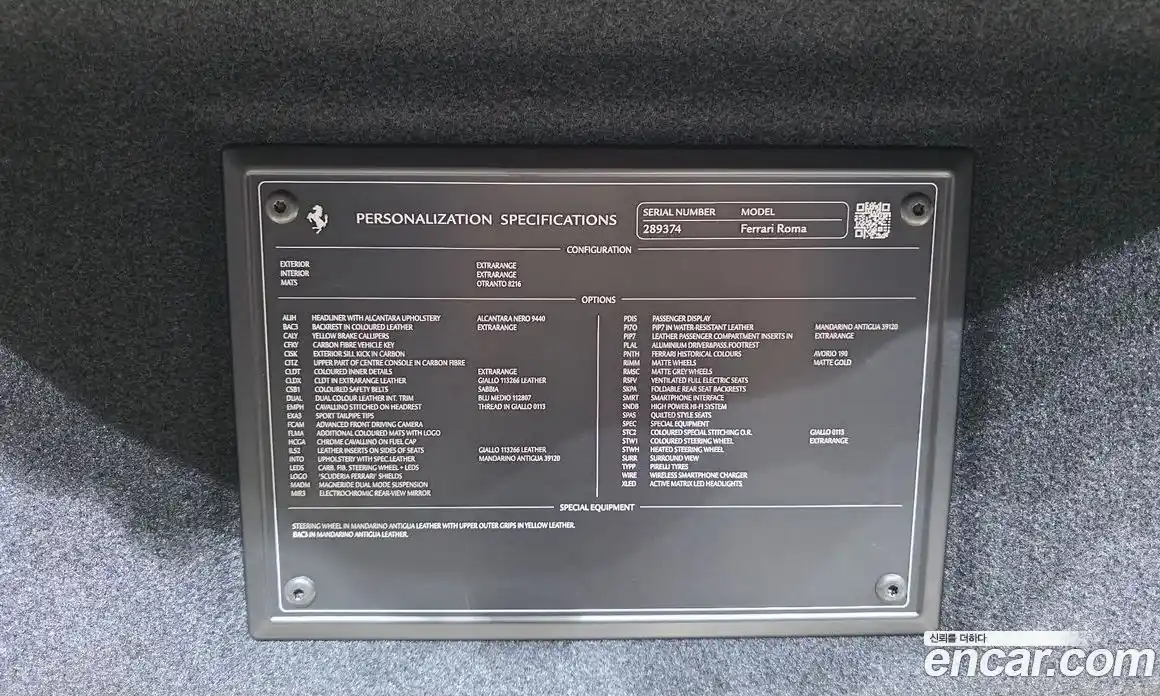 PERSONALIZATION SPECIFICATIONS
SERIAL NUMBER MODEL
289374 Ferrari Roma
CONFIGURATION
EXTERIOR EXTRARANGE
INTERIOR EXTRARANGE
MATS OTRANTO 8216
OPTIONS
ALIH HEADLINER WITH ALCANTARA UPHOLSTERY ALCANTARA NERO 9440
BAC3 BACKREST IN COLOURED LEATHER EXTRARANGE
CALY YELLOW BRAKE CALLIPERS
CFRY CARBON FIBRE VEHICLE KEY
CISK EXTERIOR SILL KICK IN CARBON
CITZ UPPER PART OF CENTRE CONSOLE IN CARBON FIBRE
CLDT COLOURED INNER DETAILS EXTRARANGE
CLDX CLDT IN EXTRARANGE LEATHER GIALLO 113266 LEATHER
CSB1 COLOURED SAFETY BELTS SABBIA
DUAL DUAL COLOUR LEATHER INT. TRIM BLU MEDIO 112807
EMPH CAVALLINO STITCHED ON HEADREST THREAD IN GIALLO 0113
EXA3 SPORT TAILPIPE TIPS
FCAM ADVANCED FRONT DRIVING CAMERA
FLMA ADDITIONAL COLOURED MATS WITH LOGO
HCGA CHROME CAVALLINO ON FUEL CAP
ILS2 LEATHER INSERTS ON SIDES OF SEATS GIALLO 113266 LEATHER
INTO UPHOLSTERY WITH SPEC.LEATHER MANDARINO ANTIGUA 39120
LEDS CARB. FIB. STEERING WHEEL + LEDS
LOGO "SCUDERIA FERRARI" SHIELDS
MADM MAGNERIDE DUAL MODE SUSPENSION
MIR3 ELECTROCHROMIC REAR-VIEW MIRROR
PDIS PASSENGER DISPLAY
PI7O PIP7 IN WATER-RESISTANT LEATHER MANDARINO ANTIGUA 39120
PIP7 LEATHER PASSENGER COMPARTMENT INSERTS IN EXTRARANGE
PLAL ALUMINIUM DRIVER&PASS.FOOTREST
PNTH FERRARI HISTORICAL COLOURS AVORIO 190
RIMM MATTE WHEELS MATTE GOLD
RMSC MATTE GREY WHEELS
RSFV VENTILATED FULL ELECTRIC SEATS
SKPA FOLDABLE REAR SEAT BACKRESTS
SMRT SMARTPHONE INTERFACE
SNDB HIGH POWER HI-FI SYSTEM
SPAS QUILTED STYLE SEATS
SPEC SPECIAL EQUIPMENT
STC2 COLOURED SPECIAL STITCHING O.R. GIALLO 0113
STW1 COLOURED STEERING WHEEL EXTRARANGE
STWH HEATED STEERING WHEEL
SURR SURROUND VIEW
TYPP PIRELLI TYRES
WIRE WIRELESS SMARTPHONE CHARGER
XLED ACTIVE MATRIX LED HEADLIGHTS
SPECIAL EQUIPMENT
STEERING WHEEL IN MANDARINO ANTIGUA LEATHER WITH UPPER OUTER GRIPS IN YELLOW LEATHER.
BAC3 IN MANDARINO ANTIGUA LEATHER.
신뢰를 더하다
encar.com